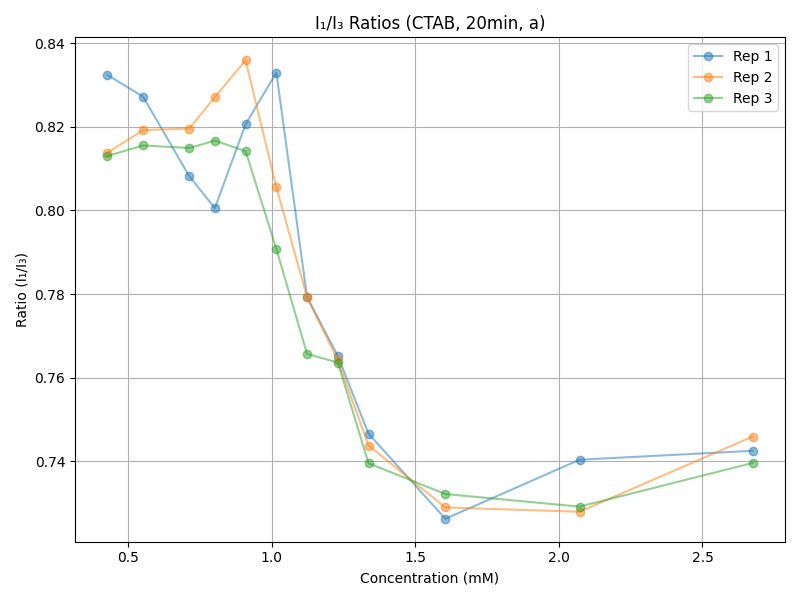 I₁/I₃ Ratios (CTAB, 20min, a)
Rep 1
Rep 2
Rep 3
Ratio (I₁/I₃)
0.84
0.82
0.80
0.78
0.76
0.74
0.5
1.0
1.5
2.0
2.5
Concentration (mM)